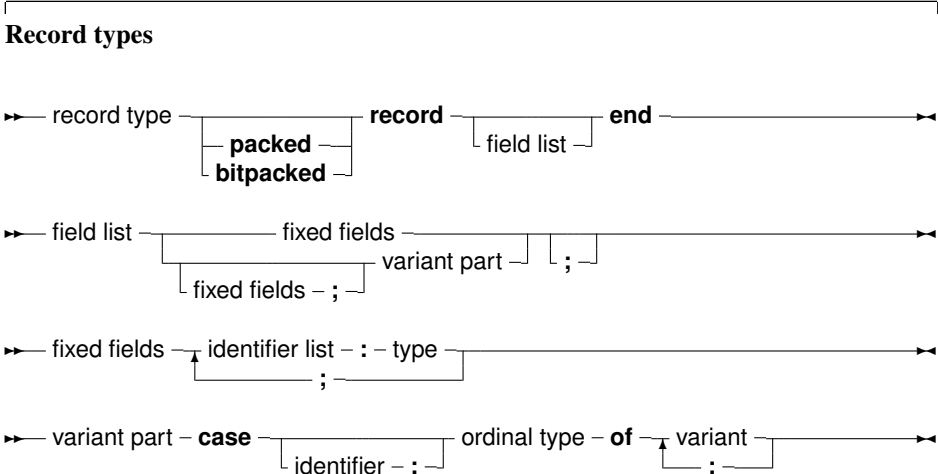 Record types
record type record end
packed field list
bitpacked
field list fixed fields
variant part ;
fixed fields ;
fixed fields identifier list : type
;
variant part case ordinal type of variant
identifier : ;